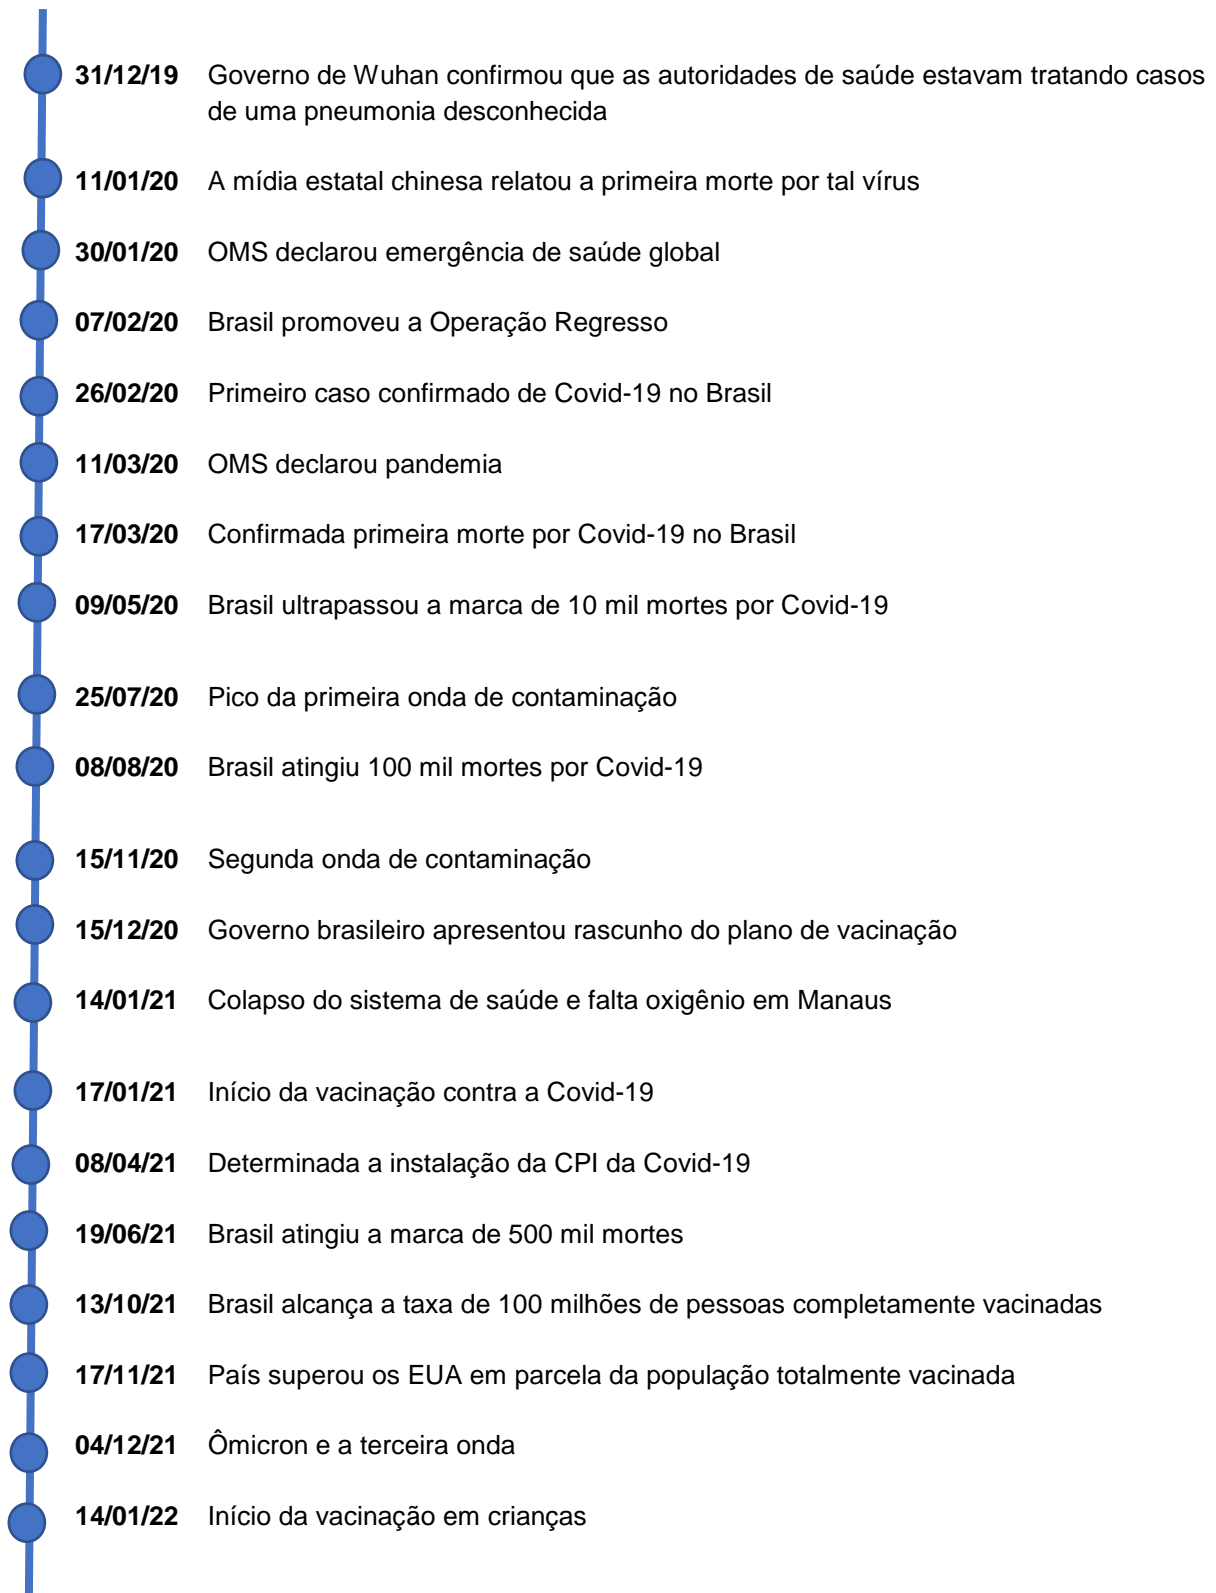 31/12/19 Governo de Wuhan confirmou que as autoridades de saúde estavam tratando casos
de uma pneumonia desconhecida
11/01/20 A mídia estatal chinesa relatou a primeira morte por tal vírus
30/01/20 OMS declarou emergência de saúde global
07/02/20 Brasil promoveu a Operação Regresso
26/02/20 Primeiro caso confirmado de Covid-19 no Brasil
11/03/20 OMS declarou pandemia
17/03/20 Confirmada primeira morte por Covid-19 no Brasil
09/05/20 Brasil ultrapassou a marca de 10 mil mortes por Covid-19
25/07/20 Pico da primeira onda de contaminação
08/08/20 Brasil atingiu 100 mil mortes por Covid-19
15/11/20 Segunda onda de contaminação
15/12/20 Governo brasileiro apresentou rascunho do plano de vacinação
14/01/21 Colapso do sistema de saúde e falta oxigênio em Manaus
17/01/21 Início da vacinação contra a Covid-19
08/04/21 Determinada a instalação da CPI da Covid-19
19/06/21 Brasil atingiu a marca de 500 mil mortes
13/10/21 Brasil alcança a taxa de 100 milhões de pessoas completamente vacinadas
17/11/21 País superou os EUA em parcela da população totalmente vacinada
04/12/21 Ômicron e a terceira onda
14/01/22 Início da vacinação em crianças